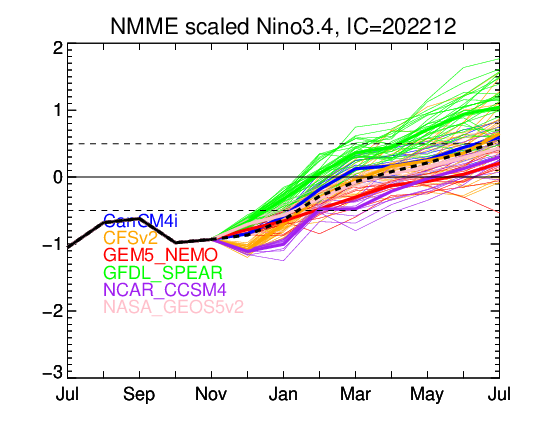 NMME scaled Nino3.4, IC=202212
2
1
0
−1
−2
−3
CanCM4i
CFSv2
GEM5_NEMO
GFDL_SPEAR
NCAR_CCSM4
NASA_GEOS5v2
Jul Sep Nov Jan Mar May Jul